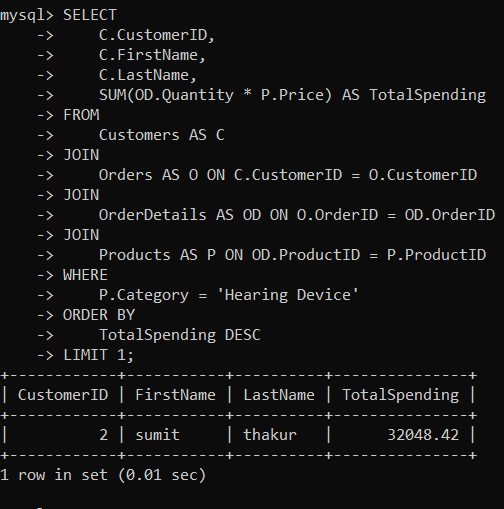 mysql> SELECT
    ->     C.CustomerID,
    ->     C.FirstName,
    ->     C.LastName,
    ->     SUM(OD.Quantity * P.Price) AS TotalSpending
    -> FROM
    ->     Customers AS C
    -> JOIN
    ->     Orders AS O ON C.CustomerID = O.CustomerID
    -> JOIN
    ->     OrderDetails AS OD ON O.OrderID = OD.OrderID
    -> JOIN
    ->     Products AS P ON OD.ProductID = P.ProductID
    -> WHERE
    ->     P.Category = 'Hearing Device'
    -> ORDER BY
    ->     TotalSpending DESC
    -> LIMIT 1;
+------------+-----------+----------+---------------+
| CustomerID | FirstName | LastName | TotalSpending |
+------------+-----------+----------+---------------+
|          2 | sumit     | thakur   |      32048.42 |
+------------+-----------+----------+---------------+
1 row in set (0.01 sec)